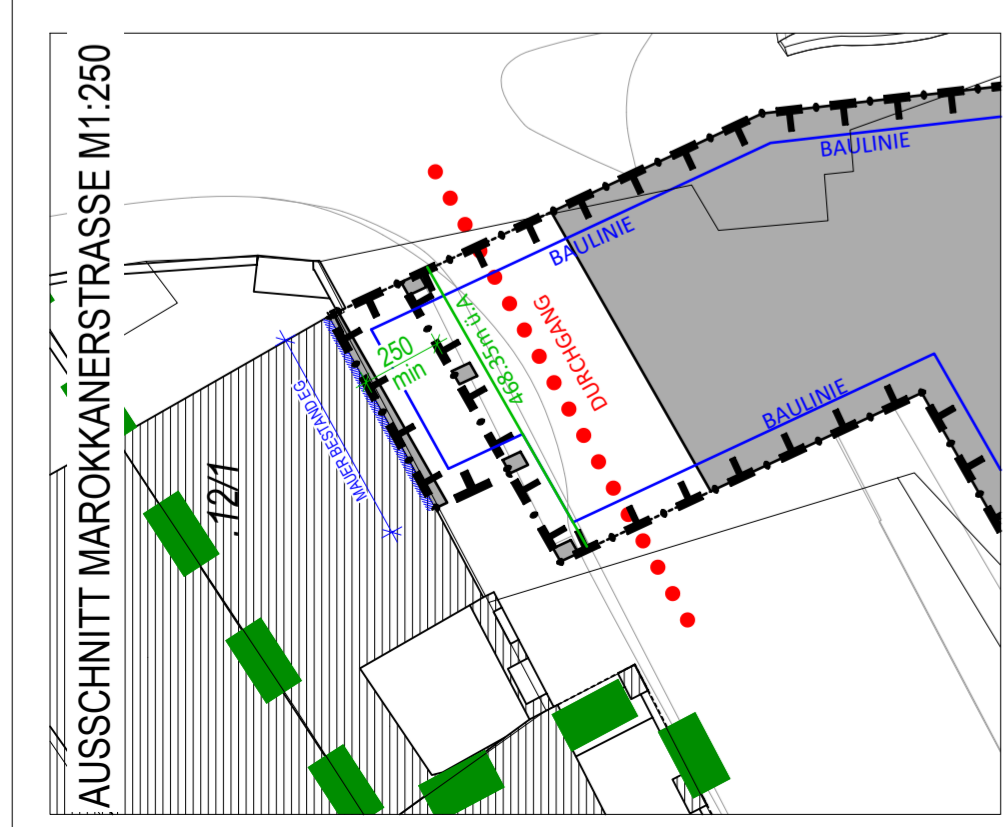 AUSSCHNITT MAROKKANERSTRASSE M1:250
BAULINIE
BAULINIE
468.35m ü.A
DURCHGANG
250
min
BAULINIE
MAUER BESTAND EG
.12/1